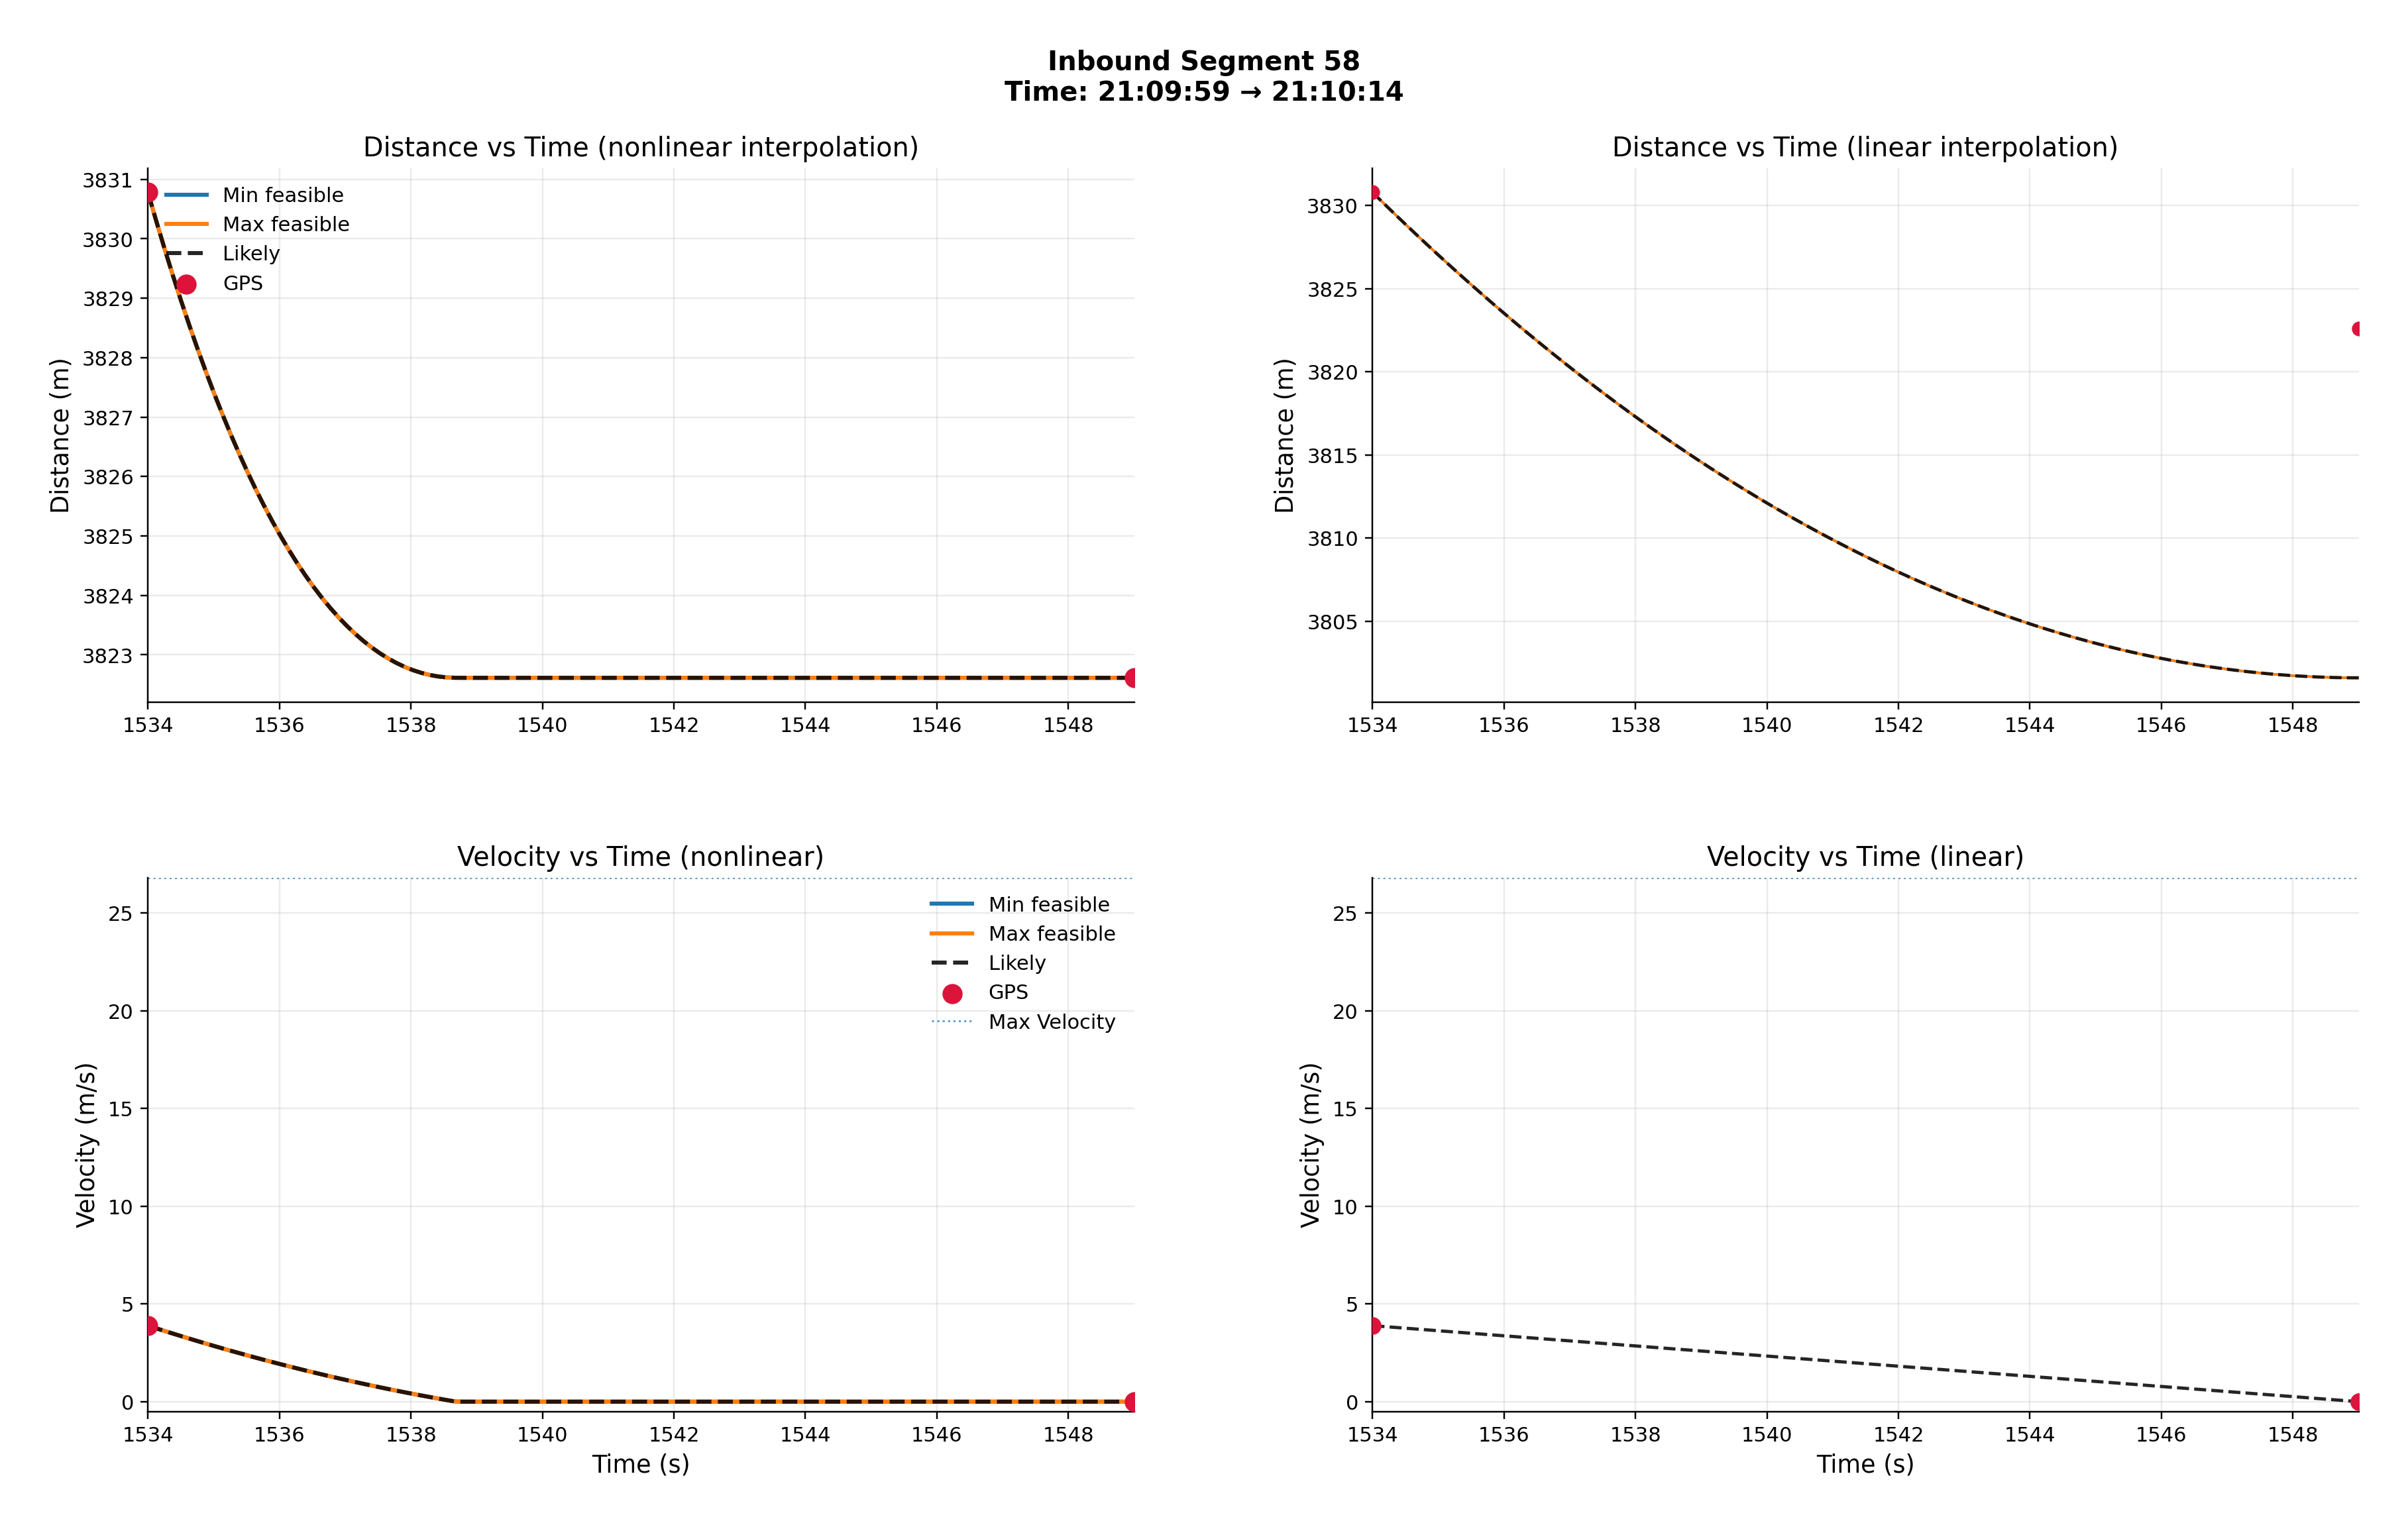 Inbound Segment 58
Time: 21:09:59 → 21:10:14
Distance vs Time (nonlinear interpolation)
Distance (m)
3831
3830
3829
3828
3827
3826
3825
3824
3823
Min feasible
Max feasible
Likely
GPS
1534 1536 1538 1540 1542 1544 1546 1548
Distance vs Time (linear interpolation)
Distance (m)
3830
3825
3820
3815
3810
3805
1534 1536 1538 1540 1542 1544 1546 1548
Velocity vs Time (nonlinear)
Velocity (m/s)
25
20
15
10
5
0
Min feasible
Max feasible
Likely
GPS
Max Velocity
1534 1536 1538 1540 1542 1544 1546 1548
Time (s)
Velocity vs Time (linear)
Velocity (m/s)
25
20
15
10
5
0
1534 1536 1538 1540 1542 1544 1546 1548
Time (s)